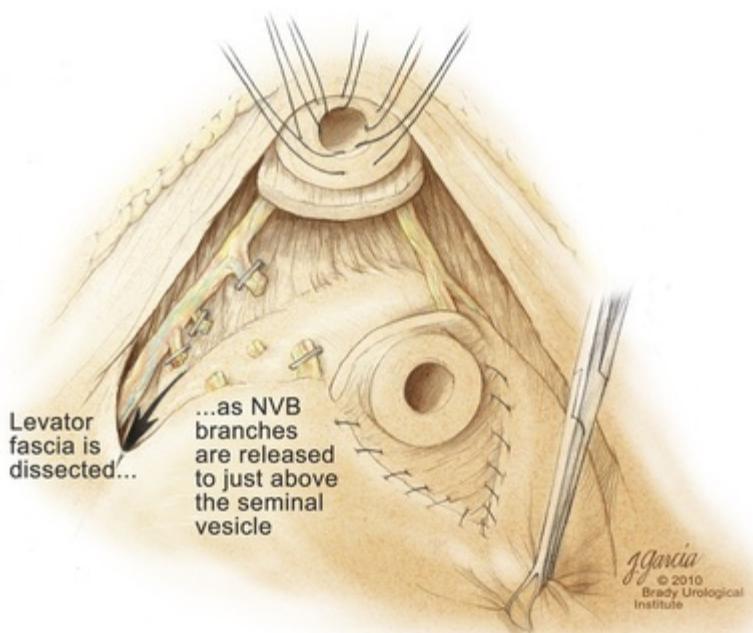 Levator
fascia is
dissected...
...as NVB
branches
are released
to just above
the seminal
vesicle
JGarcia
© 2010
Brady Urological
Institute